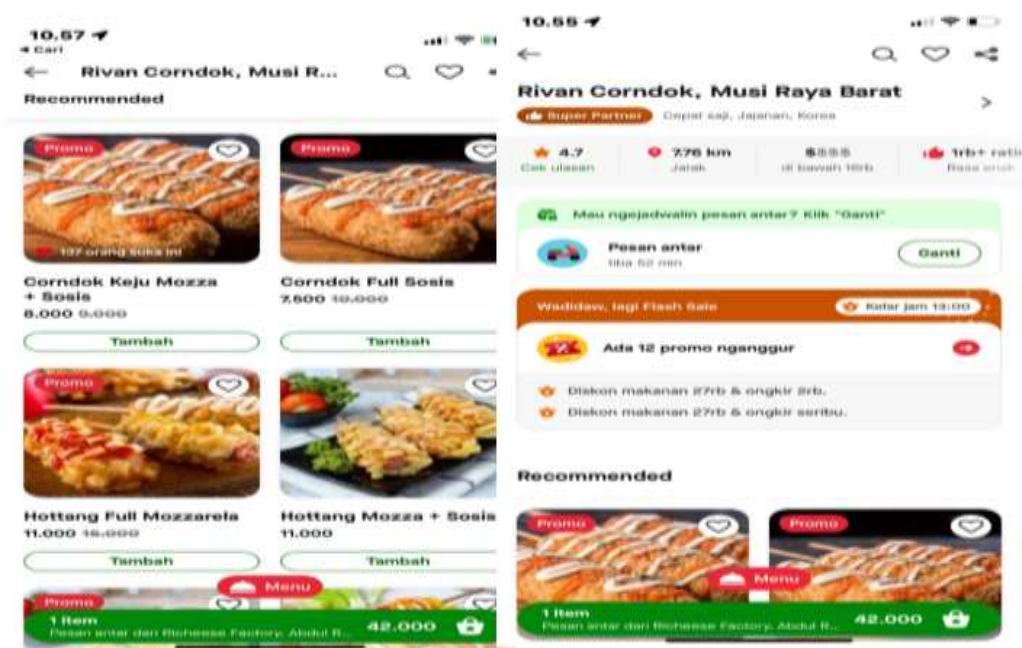 10.57
Cari
Rivan Corndok, Musi R...
Recommended
Promo
Promo
137 orang suka ini
Corndok Keju Mozza
+ Sosis
8.000 9.000
Corndok Full Sosis
7.500 10.000
Tambah
Tambah
Promo
Hottang Full Mozzarela
11.000 15.000
Hottang Mozza + Sosis
11.000
Tambah
Tambah
Menu
Promo
1 item
Pesan antar dari Richeese Factory, Abdul R...
42.000
10.55
Rivan Corndok, Musi Raya Barat
Super Partner
Cepat saji, Jajanan, Korea
4.7
Cek ulasan
7.76 km
Jarak
$$$$
di bawah 16rb
1rb+ rati
Rasa enak
Mau ngejadwalin pesan antar? Klik "Ganti"
Pesan antar
tiba 52 min
Ganti
Wadidaw, lagi Flash Sale
Kelar jam 13:00
Ada 12 promo nganggur
Diskon makanan 27rb & ongkir 2rb.
Diskon makanan 27rb & ongkir seribu.
Recommended
Promo
Promo
Menu
1 item
Pesan antar dari Richeese Factory, Abdul R...
42.000